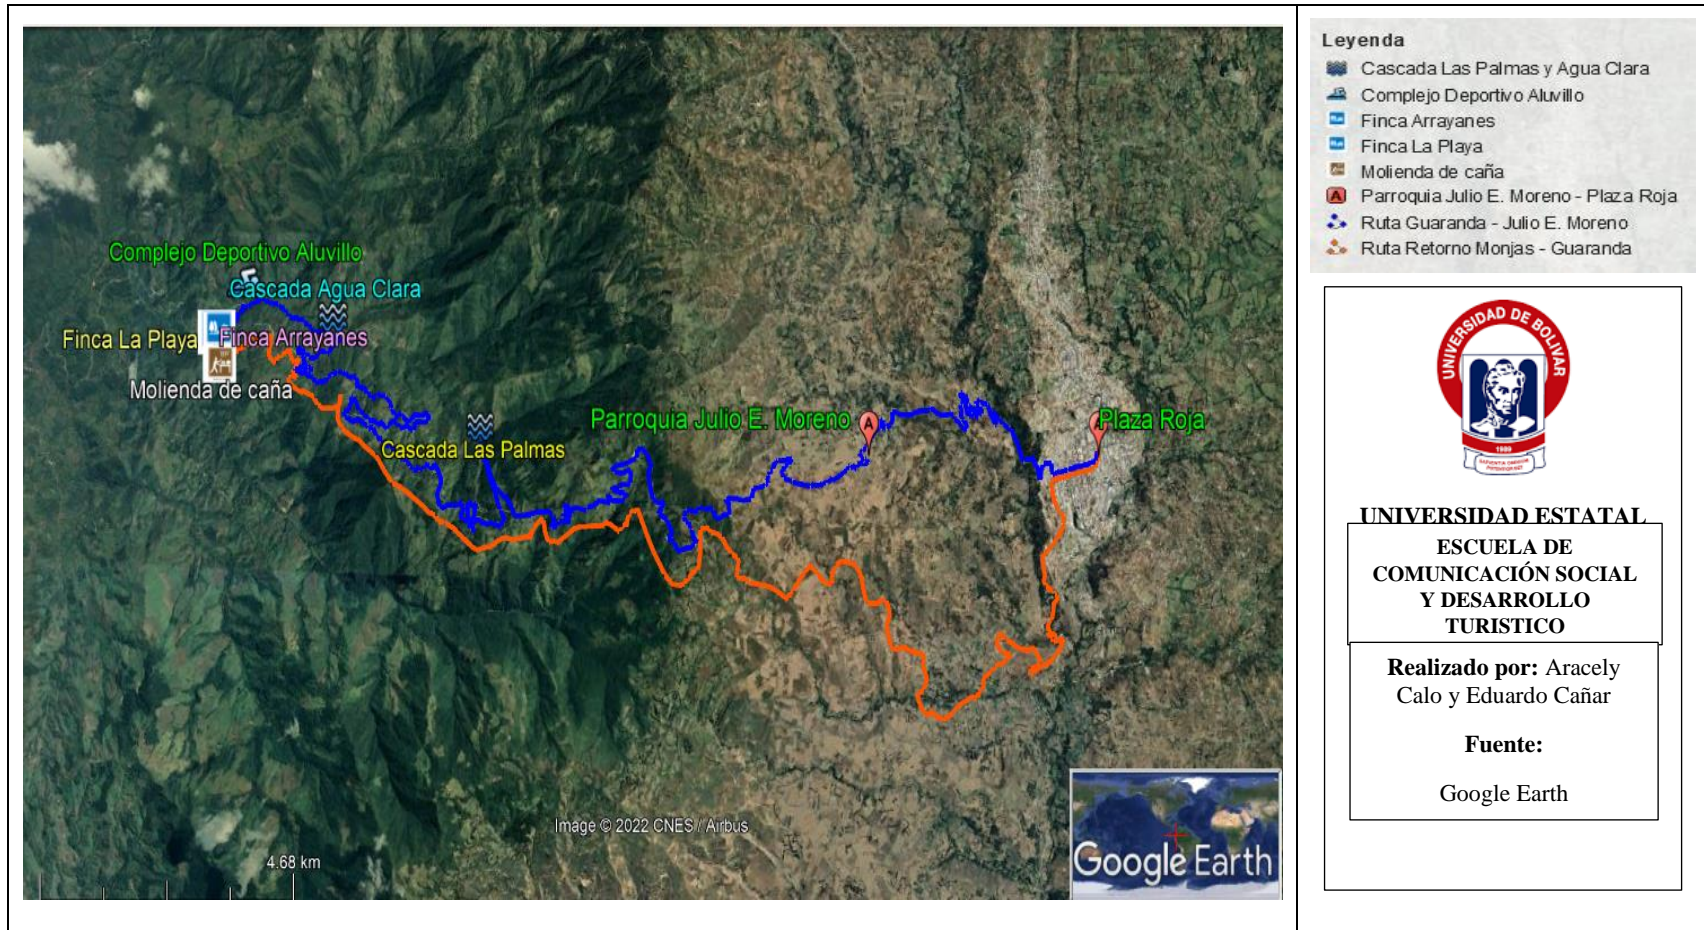 Complejo Deportivo Aluvillo
Cascada Agua Clara
Finca La Playa
Finca Arrayanes
Molienda de caña
Cascada Las Palmas
Parroquia Julio E. Moreno
A
Plaza Roja
Image © 2022 CNES / Airbus
4.68 km
Google Earth
Leyenda
Cascada Las Palmas y Agua Clara
Complejo Deportivo Aluvillo
Finca Arrayanes
Finca La Playa
Molienda de caña
A Parroquia Julio E. Moreno - Plaza Roja
Ruta Guaranda - Julio E. Moreno
Ruta Retorno Monjas - Guaranda
UNIVERSIDAD DE BOLIVAR
1989
UNIVERSIDAD ESTATAL
ESCUELA DE
COMUNICACIÓN SOCIAL
Y DESARROLLO
TURISTICO
Realizado por: Aracely
Calo y Eduardo Cañar
Fuente:
Google Earth